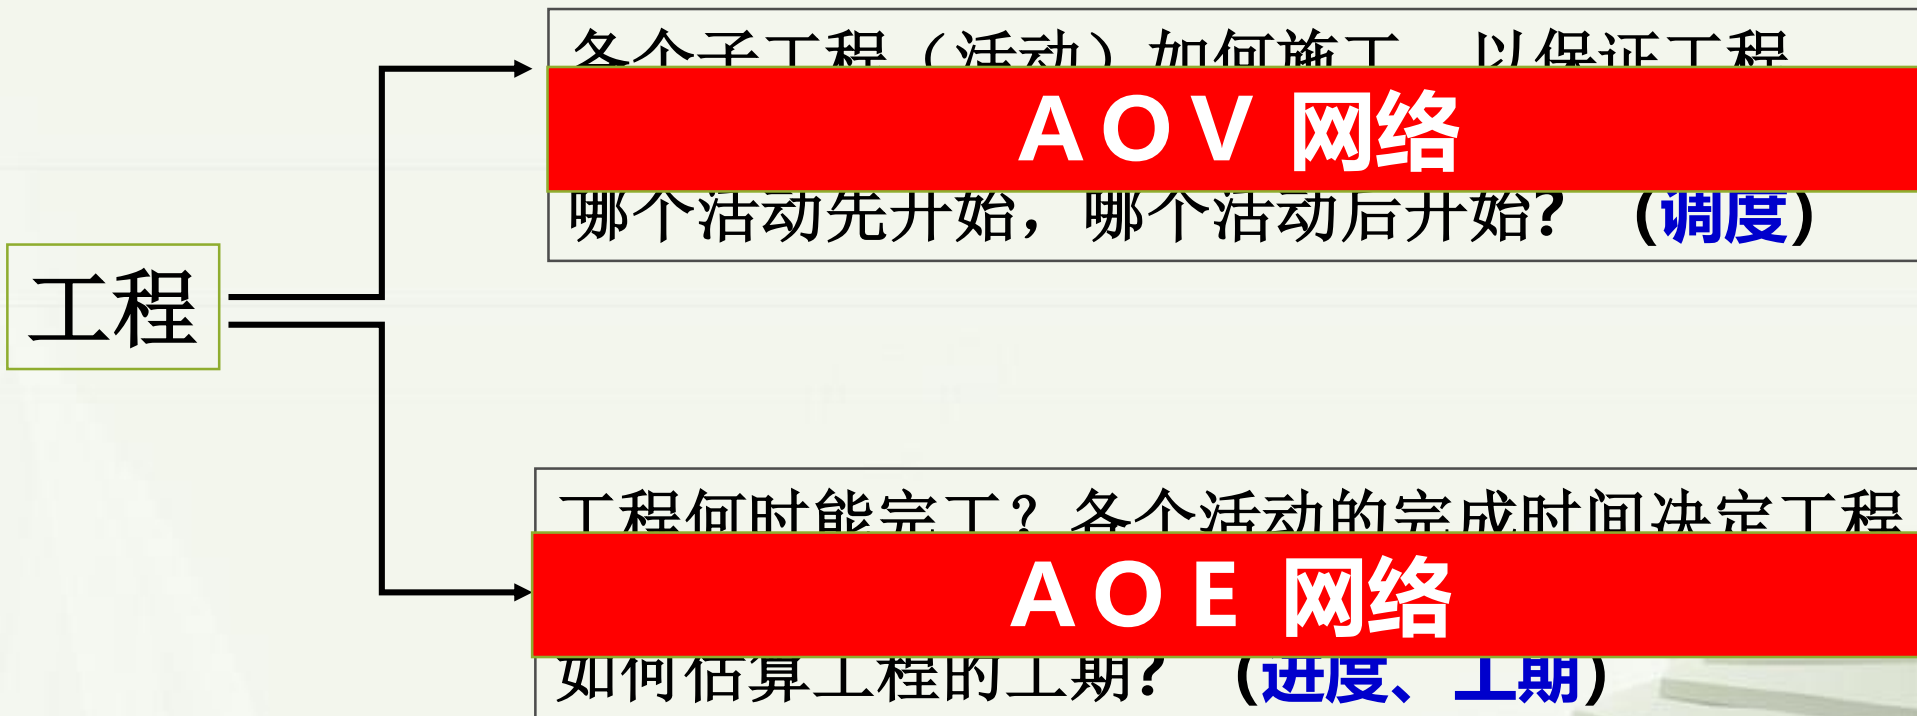 各个子工程（活动）如何施工，以保证工程
A O V 网络
哪个活动先开始，哪个活动后开始？（调度）
工程
工程何时能完工？各个活动的完成时间决定工程
A O E 网络
如何估算工程的工期？（进度、工期）